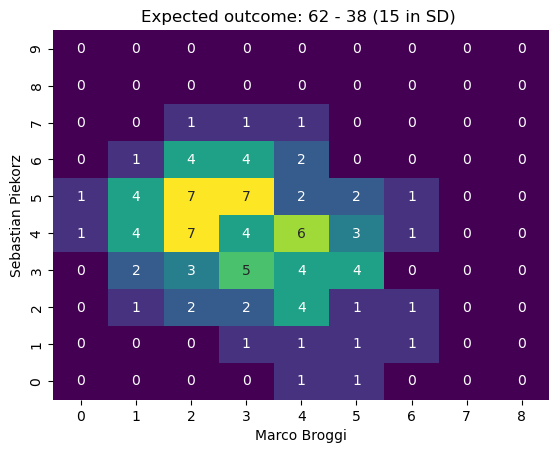 Expected outcome: 62 - 38 (15 in SD)
9 0 0 0 0 0 0 0 0 0
8 0 0 0 0 0 0 0 0 0
7 0 0 1 1 1 0 0 0 0
6 0 1 4 4 2 0 0 0 0
5 1 4 7 7 2 2 1 0 0
4 1 4 7 4 6 3 1 0 0
3 0 2 3 5 4 4 0 0 0
2 0 1 2 2 4 1 1 0 0
1 0 0 0 1 1 1 1 0 0
0 0 0 0 0 1 1 0 0 0
0 1 2 3 4 5 6 7 8
Sebastian Piekorz
Marco Broggi